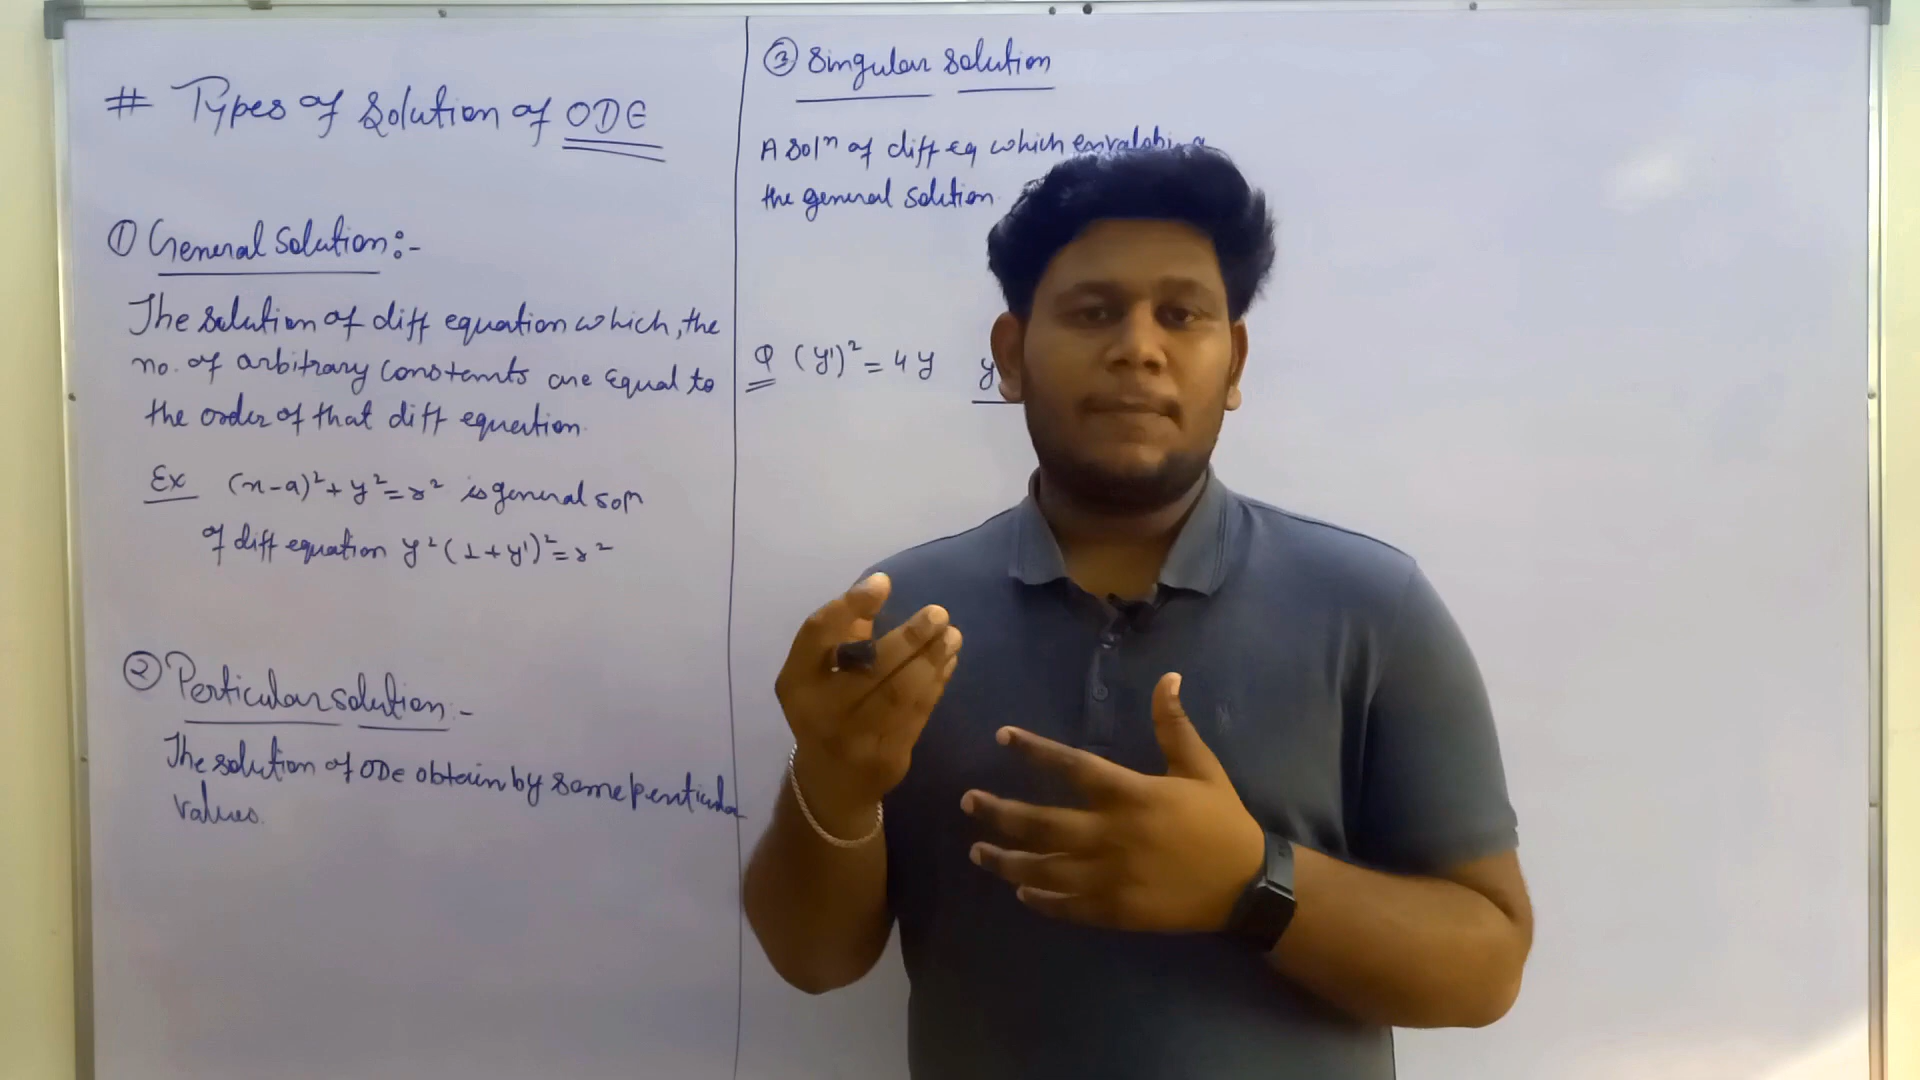 # Types of Solution of ODE
① General Solution:-
The solution of diff equation which, the
no. of arbitrary constants are equal to
the order of that diff equation.
Ex (x-a)²+y²=r² is general solⁿ
of diff equation y²(1+y')²=r²
② Perticular solution:-
The solution of ODE obtain by some perticular
values.
③ Singular Solution
A solⁿ of diff eq which
the general solution.
Q (y')² = 4y y